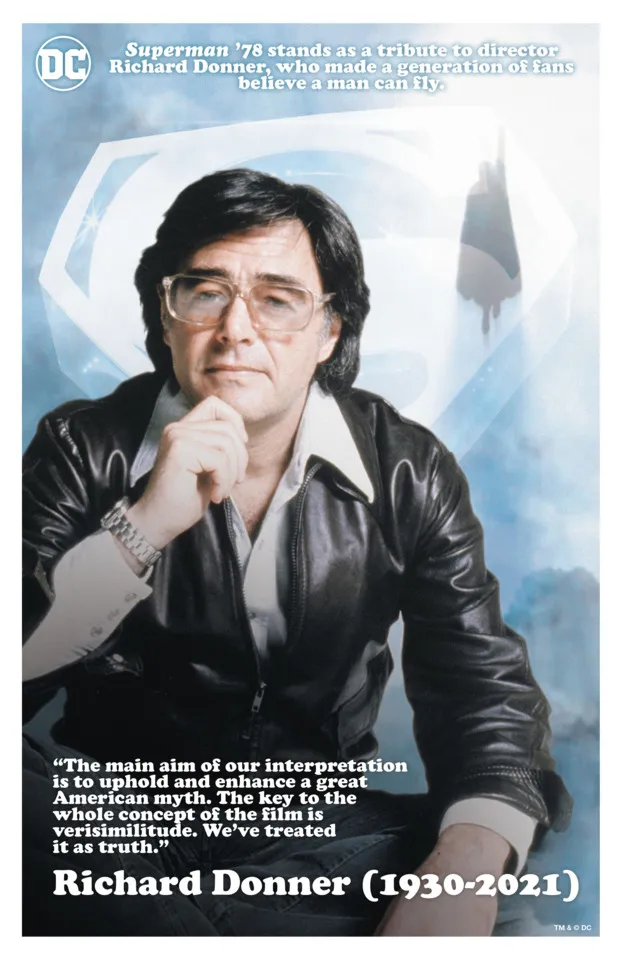 DC
Superman ’78 stands as a tribute to director
Richard Donner, who made a generation of fans
believe a man can fly.
“The main aim of our interpretation
is to uphold and enhance a great
American myth. The key to the
whole concept of the film is
verisimilitude. We’ve treated
it as truth.”
Richard Donner (1930-2021)
TM & © DC